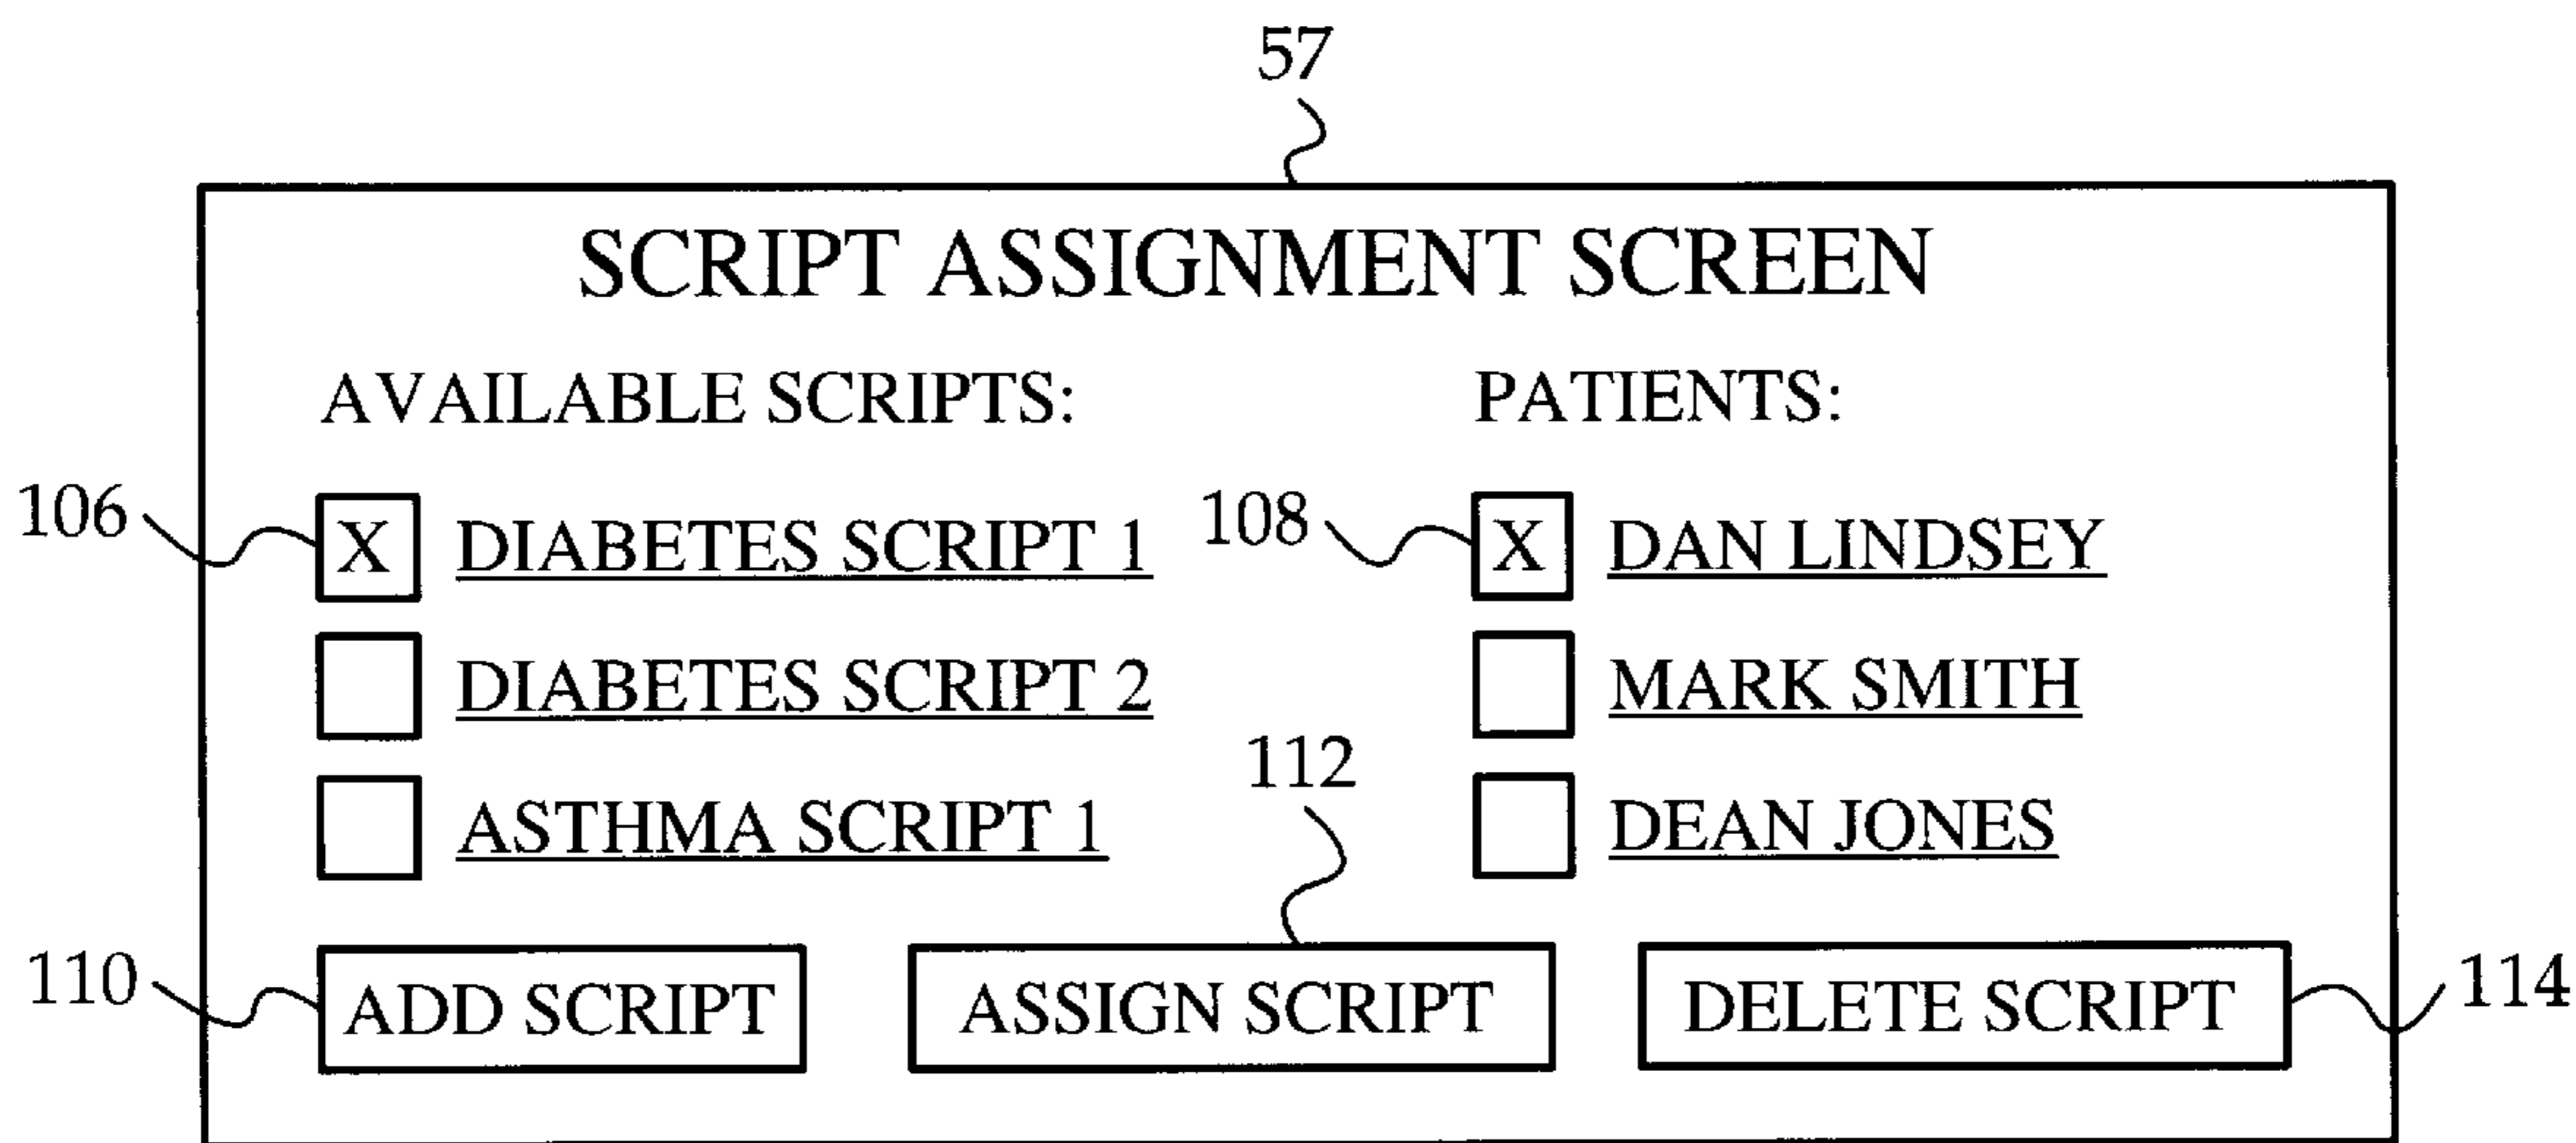 57
SCRIPT ASSIGNMENT SCREEN
AVAILABLE SCRIPTS: PATIENTS:
106 X DIABETES SCRIPT 1 108 X DAN LINDSEY
DIABETES SCRIPT 2 MARK SMITH
112
ASTHMA SCRIPT 1 DEAN JONES
110 ADD SCRIPT ASSIGN SCRIPT DELETE SCRIPT 114